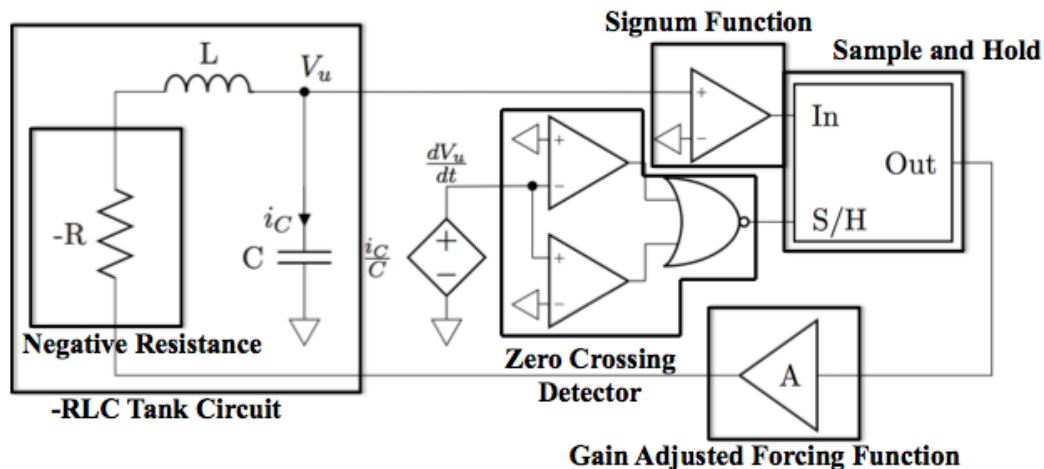 Signum Function
Sample and Hold
L
V_u
+
−
In
Out
S/H
dV_u/dt
+
−
-R
i_C
C
i_C/C
+
−
+
−
Negative Resistance
Zero Crossing
Detector
A
-RLC Tank Circuit
Gain Adjusted Forcing Function